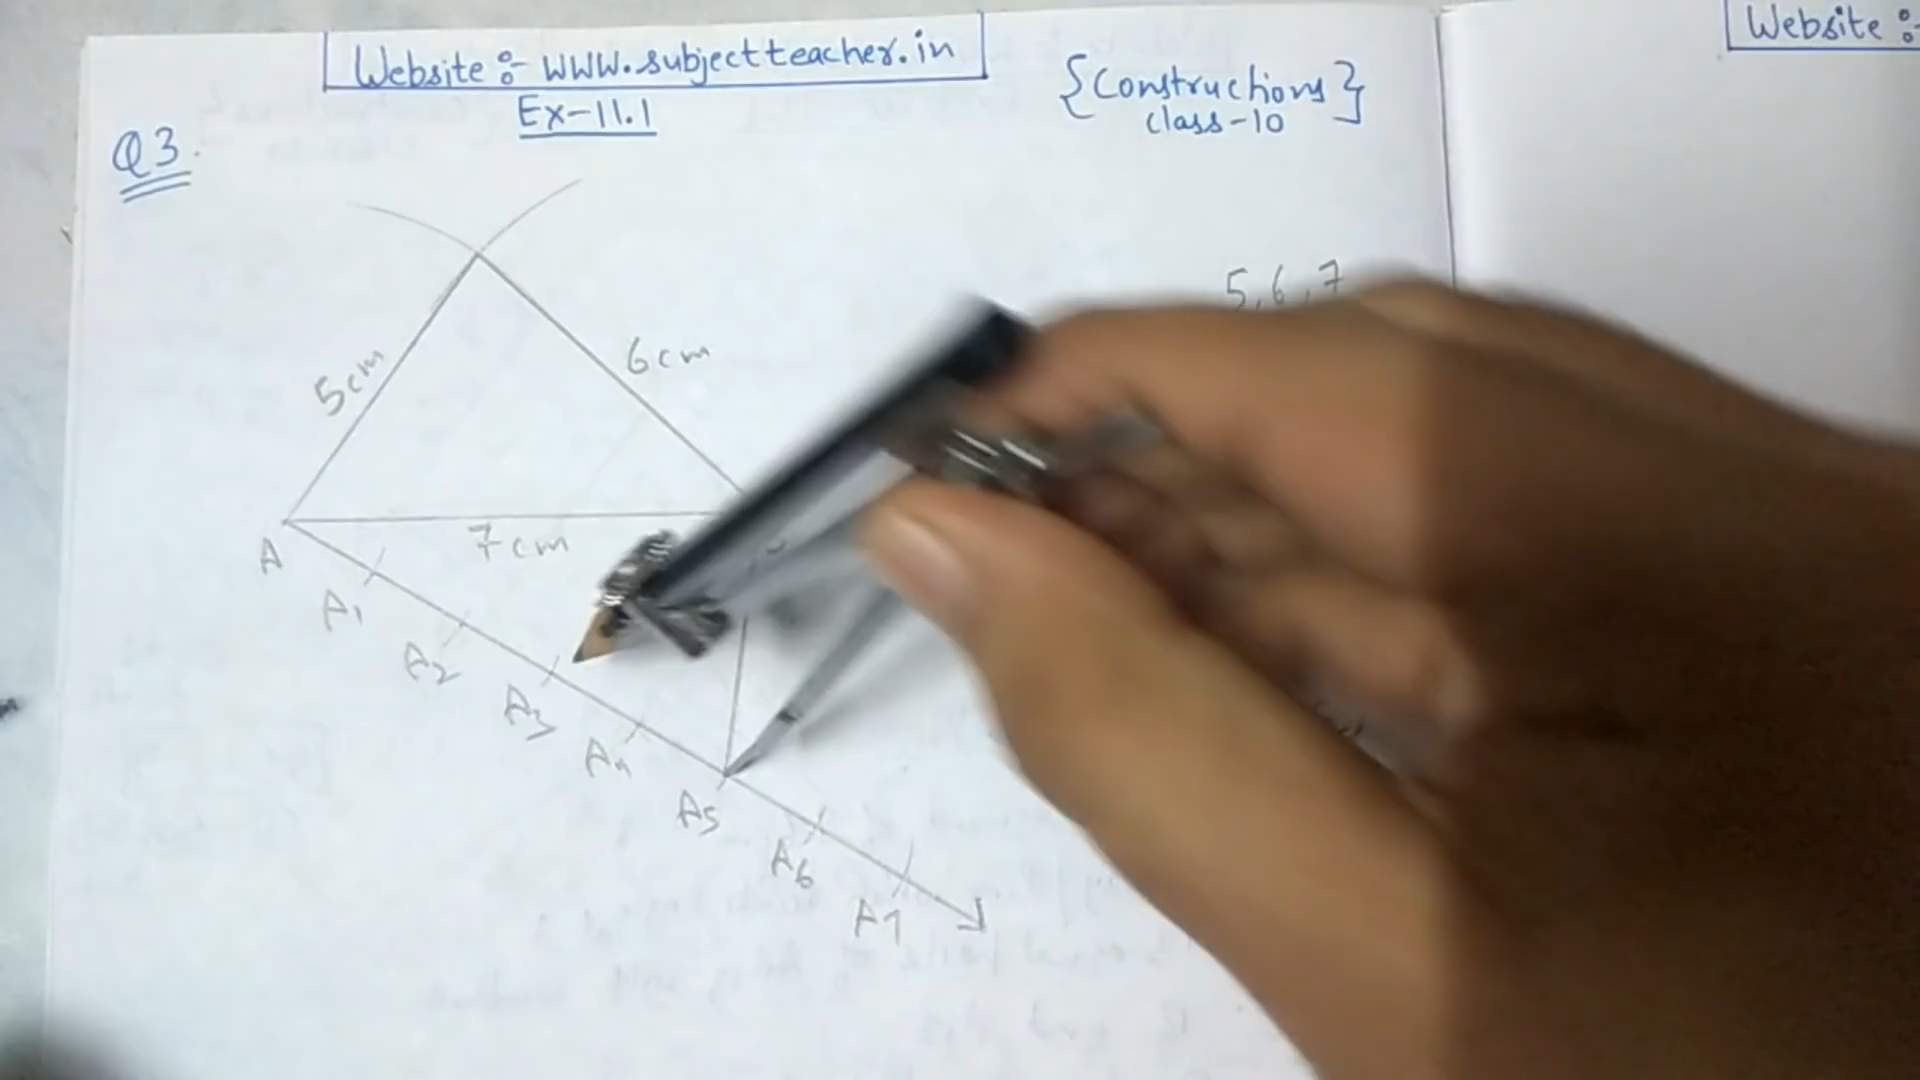 Website :- www.subjectteacher.in
Website :-
Ex-11.1
{Constructions}
class-10
Q3.
5, 6, 7
5cm
6cm
7cm
A
A1
A2
A3
A4
A5
A6
A7